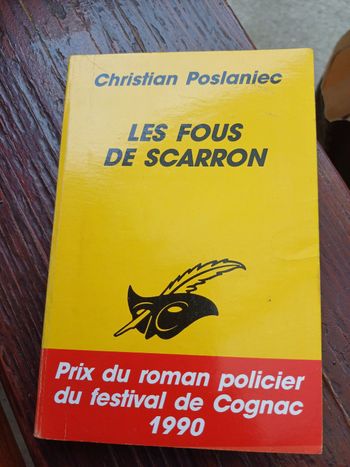 Christian Poslaniec
LES FOUS
DE SCARRON
Prix du roman policier
du festival de Cognac
1990